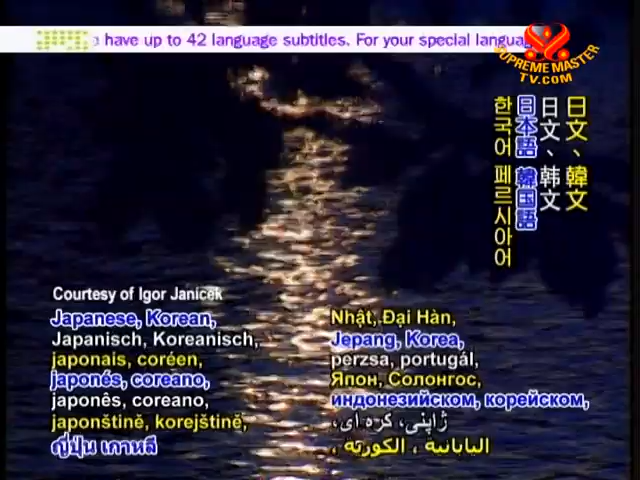 have up to 42 language subtitles. For your special
SUPREME MASTER
TV.COM
日文、韓文
日文、韩文
日本語 韓国語
한국어 페르시아어
Courtesy of Igor Janicek
Japanese, Korean,
Japanisch, Koreanisch,
japonais, coréen,
japonés, coreano,
japonês, coreano,
japonštině, korejštině,
ญี่ปุ่น เกาหลี
Nhật, Đại Hàn,
Jepang, Korea,
perzsa, portugál,
Япон, Солонгос,
индонезийском, корейском,
ژاپنی، کره ای،
اليابانية ، الكورية ،